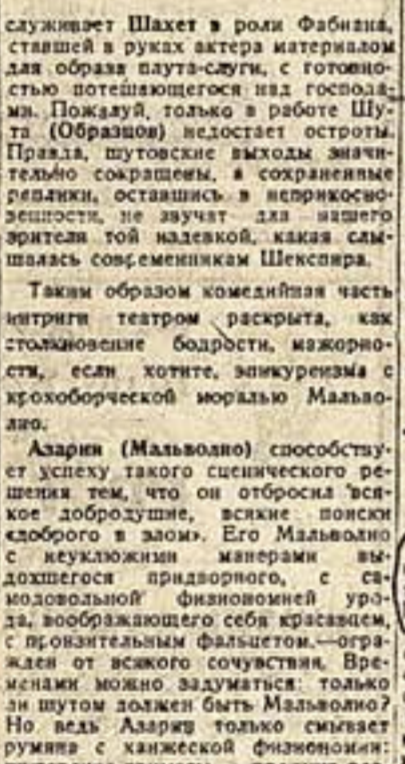 служивает Шахет в роли Фабиана,
ставшей в руках актера материалом
для образа плута-слуги, с готовно-
стью потешающегося над господа-
ми. Пожалуй, только в работе Шу-
та (Образцов) недостает остроты.
Правда, шутовские выходы значи-
тельно сокращены, а сохраненные
реплики, оставшись в неприкосно-
венности, не звучат для нашего
зрителя той издевкой, какая слы-
шалась современникам Шекспира.
Таким образом комедийная часть
интриги театром раскрыта, как
столкновение бодрости, мажорно-
сти, если хотите, эпикуреизма с
крохоборческой моралью Мальво-
лио.
Азарин (Мальволио) способству-
ет успеху такого сценического ре-
шения тем, что он отбросил вся-
кое добродушие, всякие поиски
«доброго в злом». Его Мальволио
с неуклюжими манерами вы-
дохшегося придворного, с са-
модовольной физиономией уро-
да, воображающего себя красавцем,
с пронзительным фальцетом,—огра-
жден от всякого сочувствия. Вре-
менами можно задуматься: только
ли шутом должен быть Мальволио?
Но ведь Азарин только смывает
румяна с ханжеской физиономии: